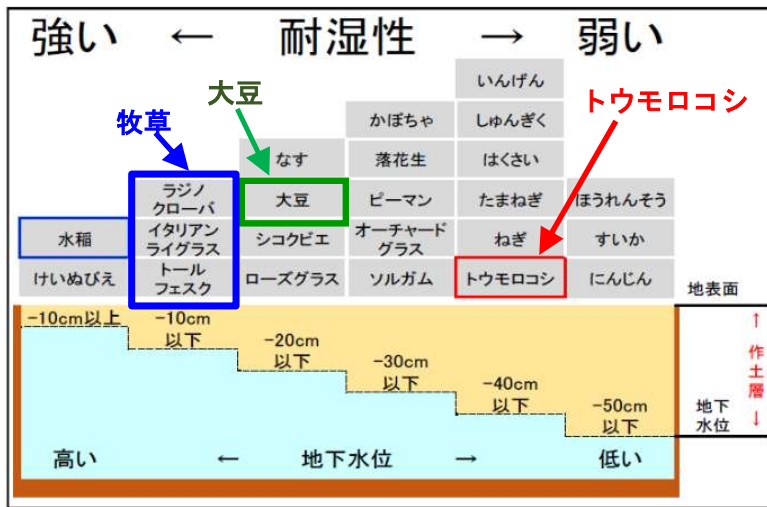 強い ← 耐湿性 → 弱い
大豆
牧草
トウモロコシ
いんげん
かぼちゃ
しゅんぎく
なす
落花生
はくさい
ラジノ
クローバ
大豆
ピーマン
たまねぎ
ほうれんそう
水稲
イタリアン
ライグラス
シコクビエ
オーチャード
グラス
ねぎ
すいか
けいぬびえ
トール
フェスク
ローズグラス
ソルガム
トウモロコシ
にんじん
地表面
−10cm以上
−10cm
以下
−20cm
以下
−30cm
以下
−40cm
以下
−50cm
以下
↑
作
土
層
↓
地下
水位
高い ← 地下水位 → 低い